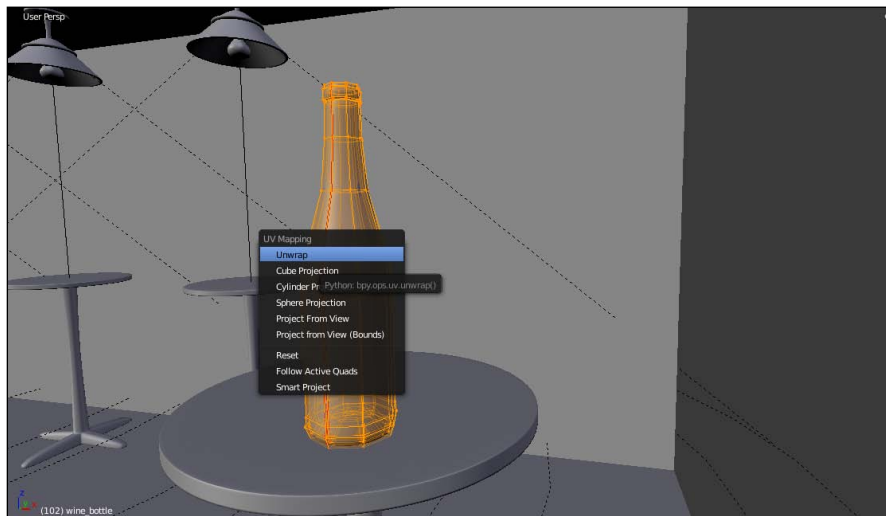 User Persp
UV Mapping
Unwrap
Cube Projection
Cylinder Pr
Python: bpy.ops.uv.unwrap()
Sphere Projection
Project From View
Project from View (Bounds)
Reset
Follow Active Quads
Smart Project
z
x
(102) wine_bottle